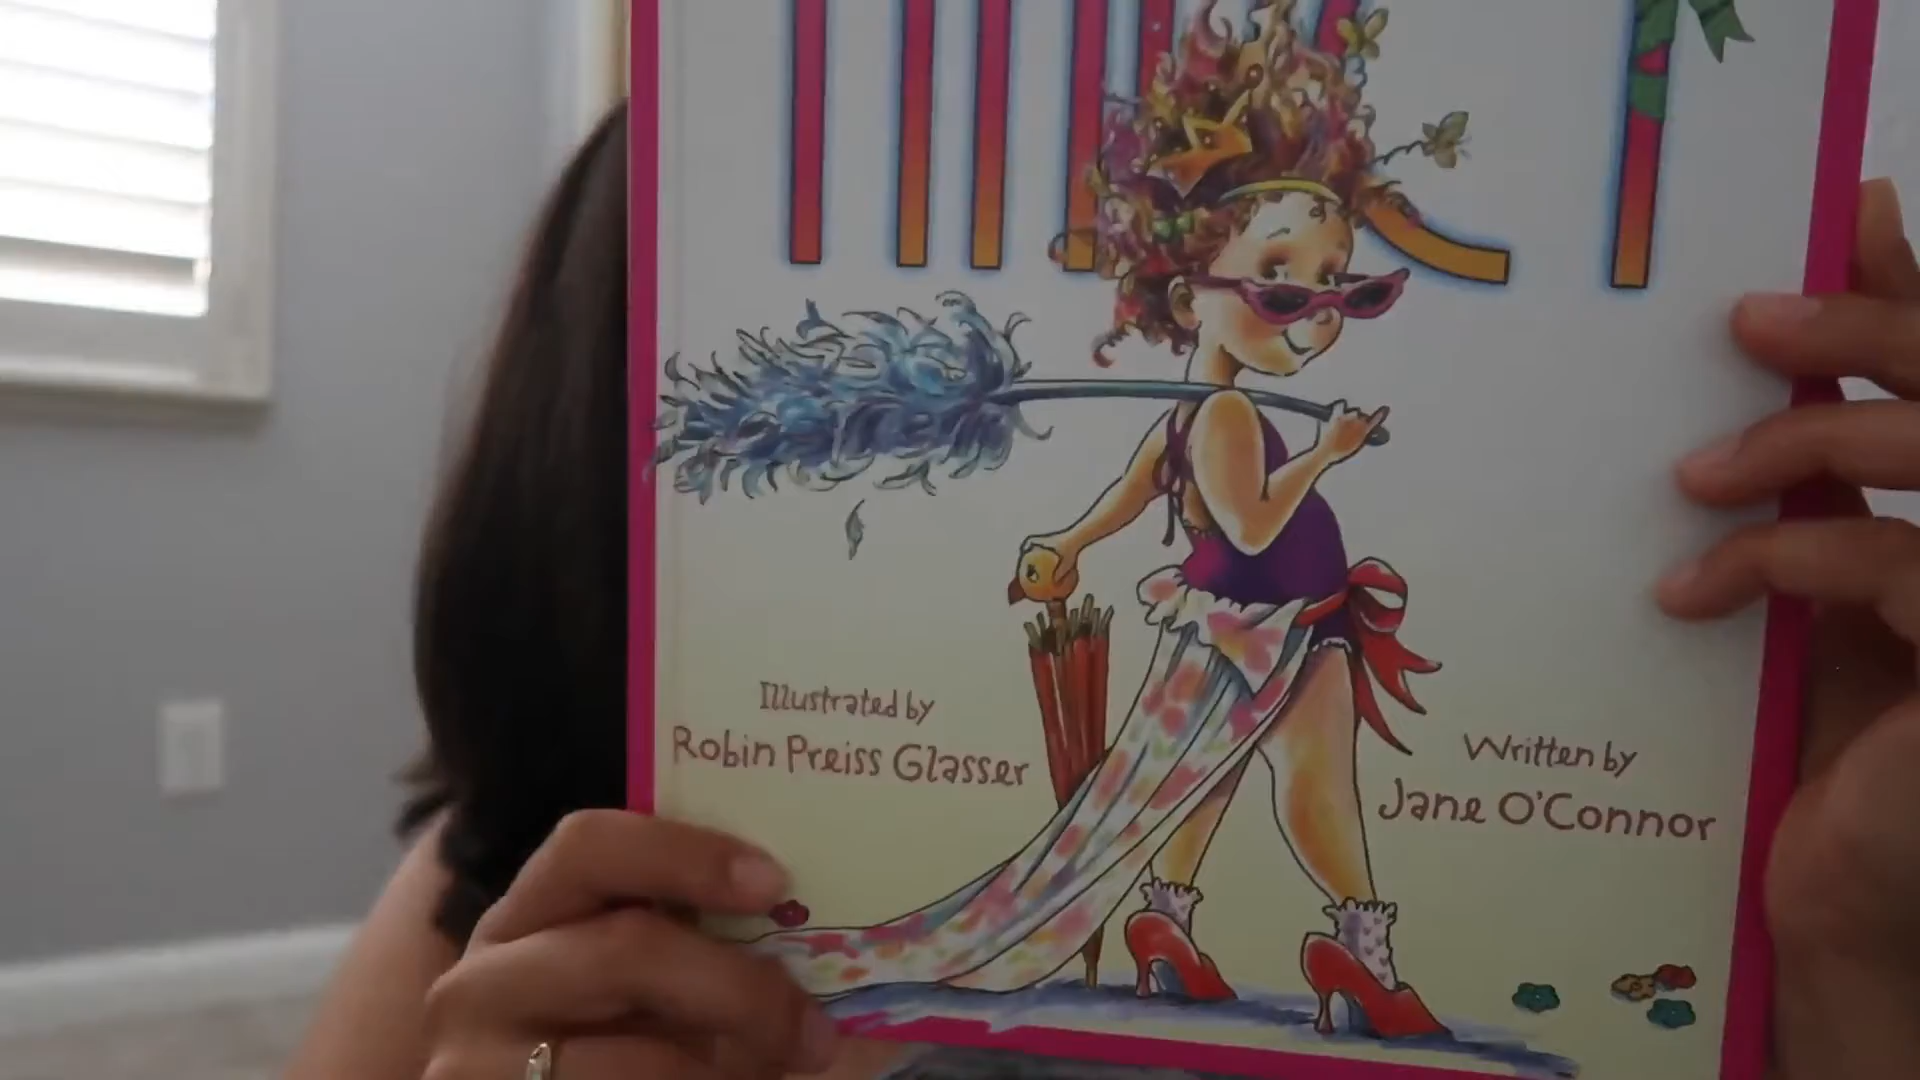 Illustrated by
Robin Preiss Glasser
Written by
Jane O'Connor